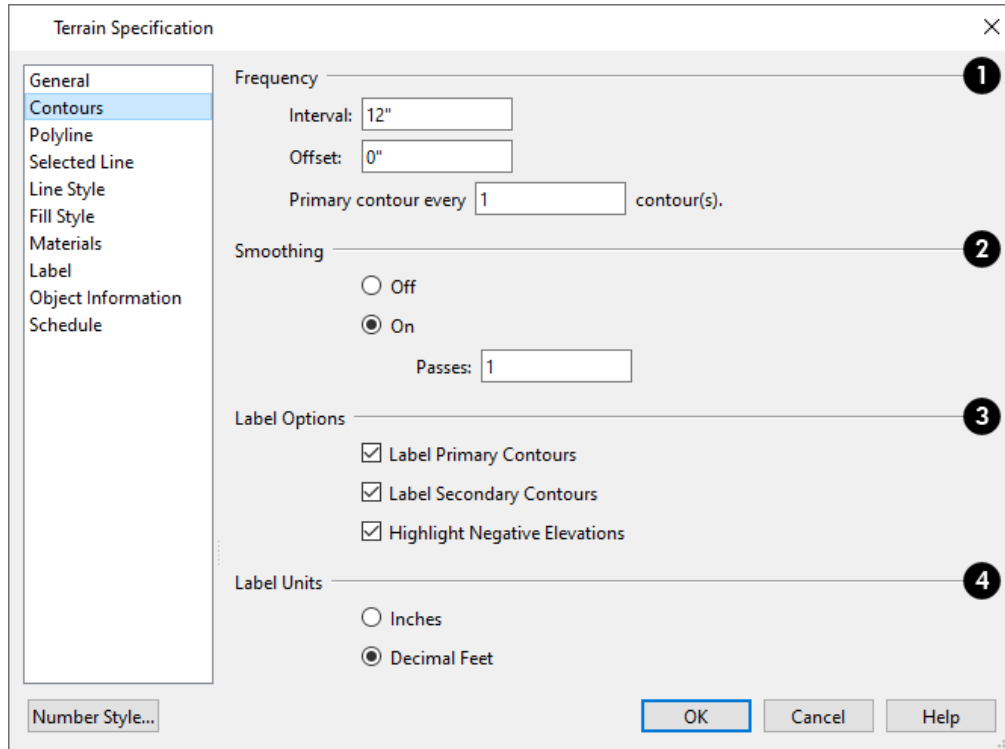 Terrain Specification
General
Contours
Polyline
Selected Line
Line Style
Fill Style
Materials
Label
Object Information
Schedule
Frequency
1
Interval: 12"
Offset: 0"
Primary contour every 1 contour(s).
Smoothing
2
Off
On
Passes: 1
Label Options
3
Label Primary Contours
Label Secondary Contours
Highlight Negative Elevations
Label Units
4
Inches
Decimal Feet
Number Style...
OK
Cancel
Help